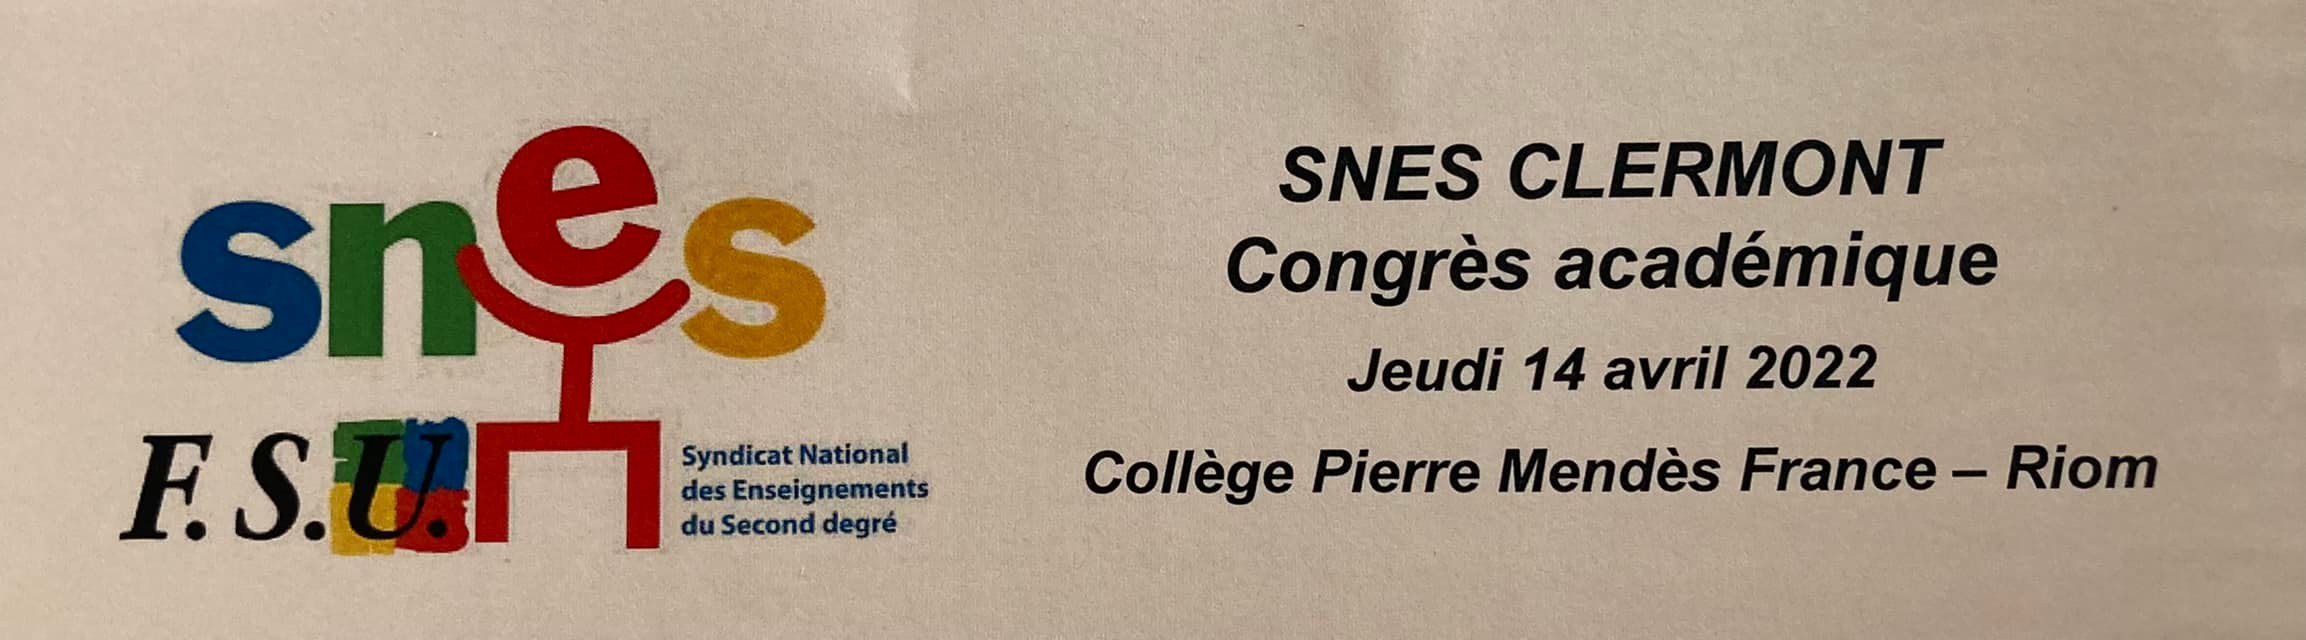 snes
F.S.U.
Syndicat National
des Enseignements
du Second degré
SNES CLERMONT
Congrès académique
Jeudi 14 avril 2022
Collège Pierre Mendès France – Riom